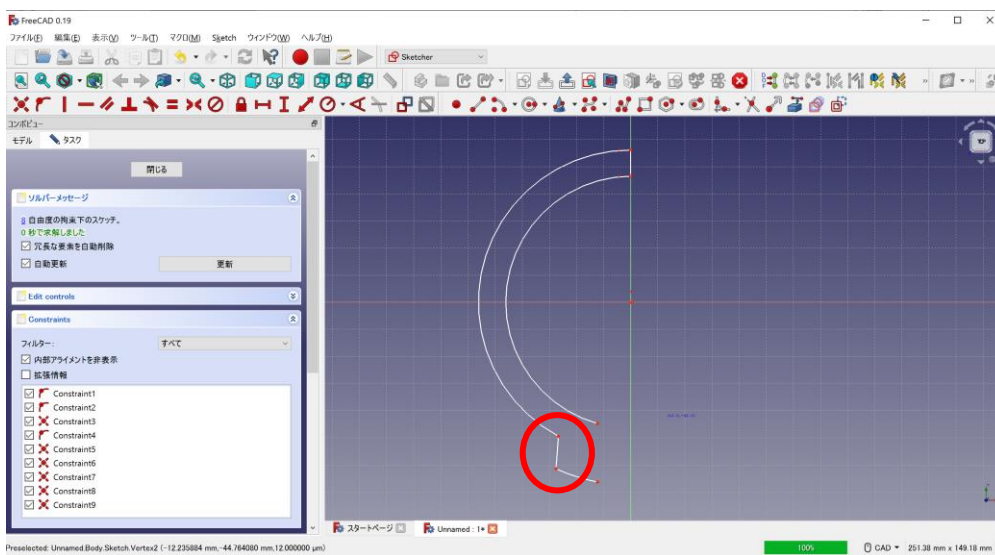 FreeCAD 0.19
ファイル(F) 編集(E) 表示(V) ツール(T) マクロ(M) Sketch ウィンドウ(W) ヘルプ(H)
Sketcher
コンボビュー
モデル タスク
閉じる
ソルバーメッセージ
自由度の拘束下のスケッチ。
0 秒で求解しました
冗長な要素を自動削除
自動更新 更新
Edit controls
Constraints
フィルター: すべて
内部アライメントを非表示
拡張情報
Constraint1
Constraint2
Constraint3
Constraint4
Constraint5
Constraint6
Constraint7
Constraint8
Constraint9
スタートページ Unnamed : 1*
Preselected: Unnamed.Body.Sketch.Vertex2 (-12.235884 mm,-44.764080 mm,12.000000 μm) 100% CAD 251.38 mm x 149.18 mm